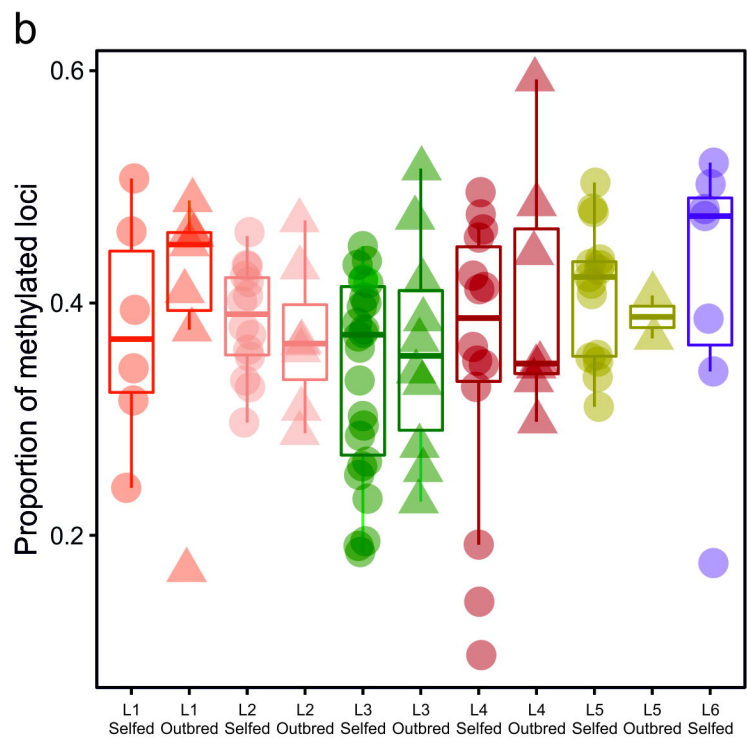 b
Proportion of methylated loci
0.6
0.4
0.2
L1 Selfed
L1 Outbred
L2 Selfed
L2 Outbred
L3 Selfed
L3 Outbred
L4 Selfed
L4 Outbred
L5 Selfed
L5 Outbred
L6 Selfed